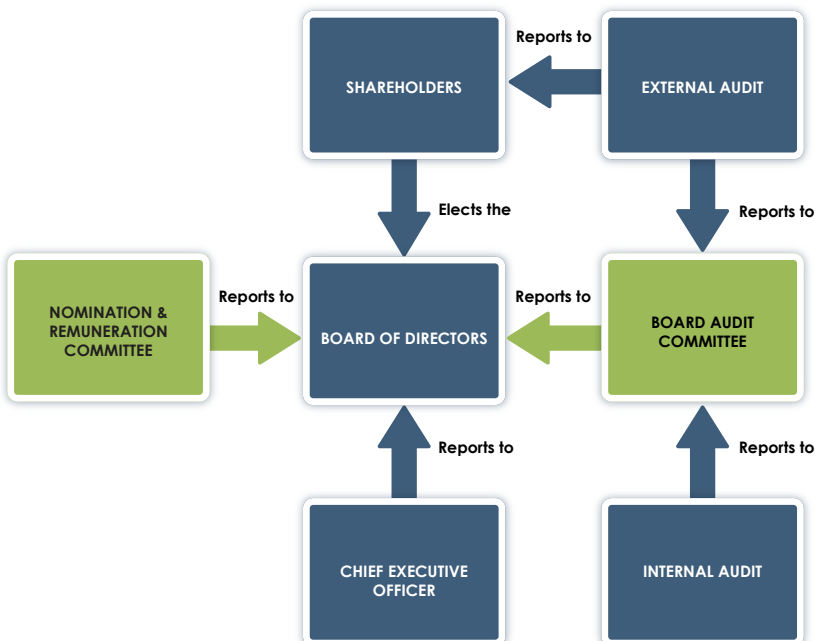 Reports to
SHAREHOLDERS
EXTERNAL AUDIT
Elects the
Reports to
NOMINATION &
REMUNERATION
COMMITTEE
Reports to
BOARD OF DIRECTORS
Reports to
BOARD AUDIT
COMMITTEE
Reports to
Reports to
CHIEF EXECUTIVE
OFFICER
INTERNAL AUDIT